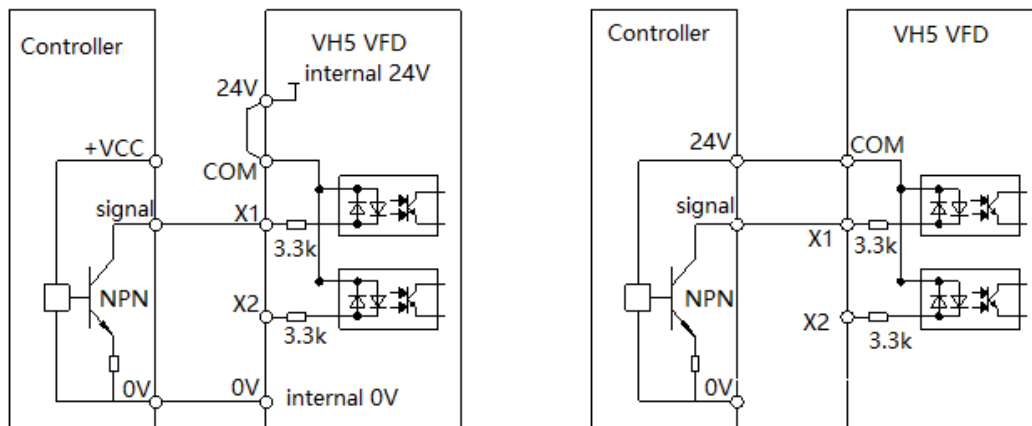 Controller
VH5 VFD
internal 24V
24V
+VCC
COM
signal
X1
3.3k
NPN
X2
3.3k
0V
0V
internal 0V
Controller
VH5 VFD
24V
COM
signal
X1
3.3k
NPN
X2
3.3k
0V